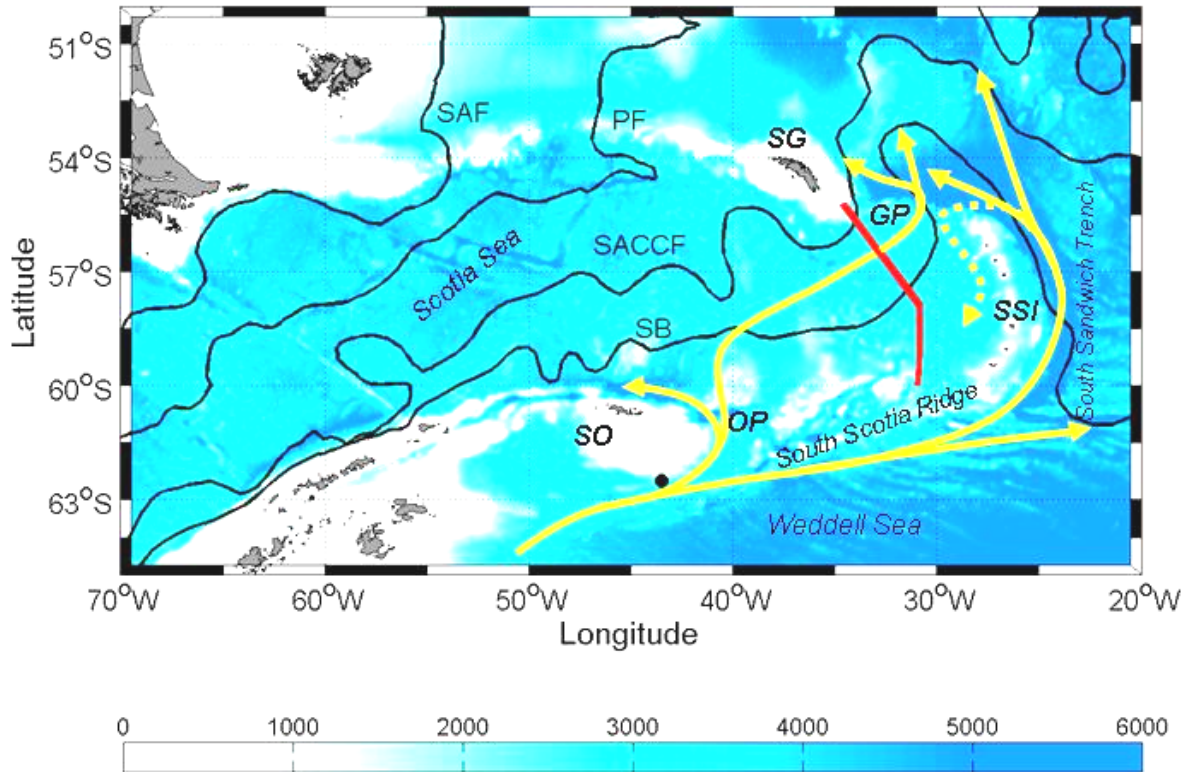 51°S
54°S
57°S
60°S
63°S
Latitude
SAF
PF
SG
GP
SACCF
Scotia Sea
SB
SSI
South Sandwich Trench
OP
SO
South Scotia Ridge
Weddell Sea
70°W
60°W
50°W
40°W
30°W
20°W
Longitude
0
1000
2000
3000
4000
5000
6000